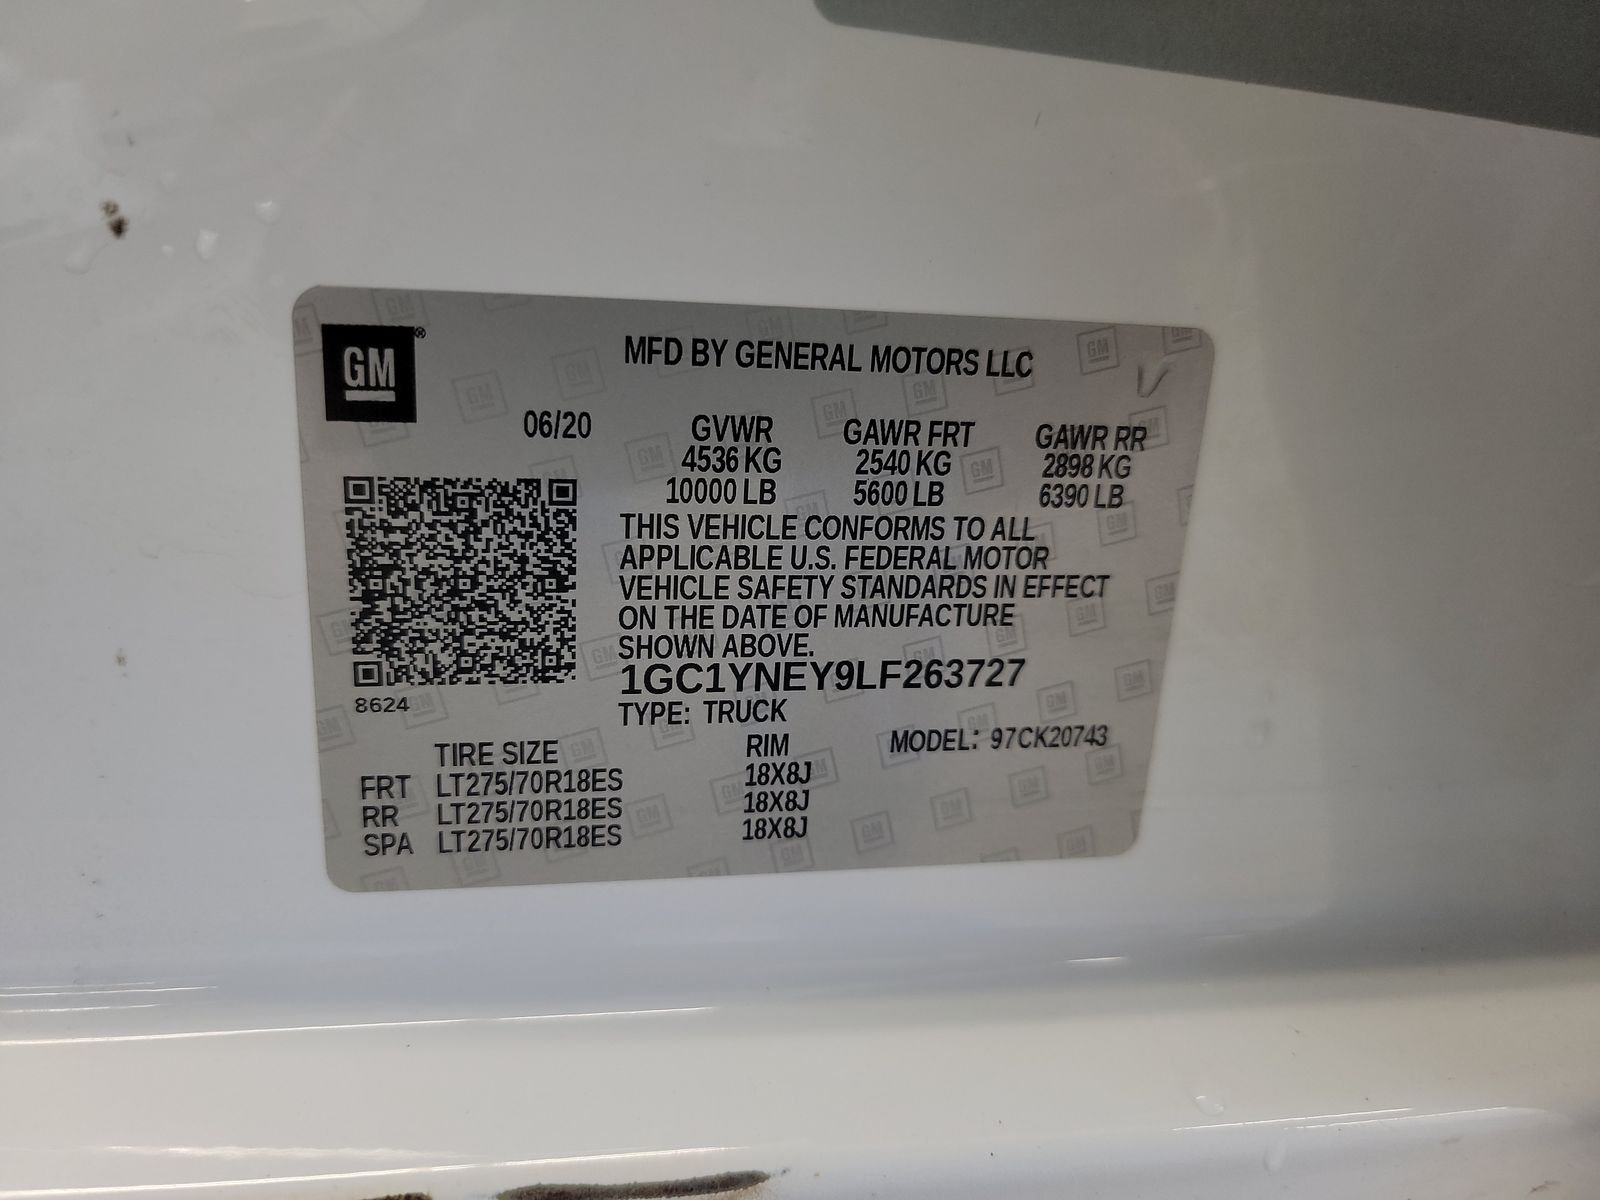 GM®
MFD BY GENERAL MOTORS LLC
06/20 GVWR GAWR FRT GAWR RR
4536 KG 2540 KG 2898 KG
10000 LB 5600 LB 6390 LB
THIS VEHICLE CONFORMS TO ALL
APPLICABLE U.S. FEDERAL MOTOR
VEHICLE SAFETY STANDARDS IN EFFECT
ON THE DATE OF MANUFACTURE
SHOWN ABOVE.
1GC1YNEY9LF263727
8624
TYPE: TRUCK
MODEL: 97CK20743
TIRE SIZE RIM
FRT LT275/70R18ES 18X8J
RR LT275/70R18ES 18X8J
SPA LT275/70R18ES 18X8J